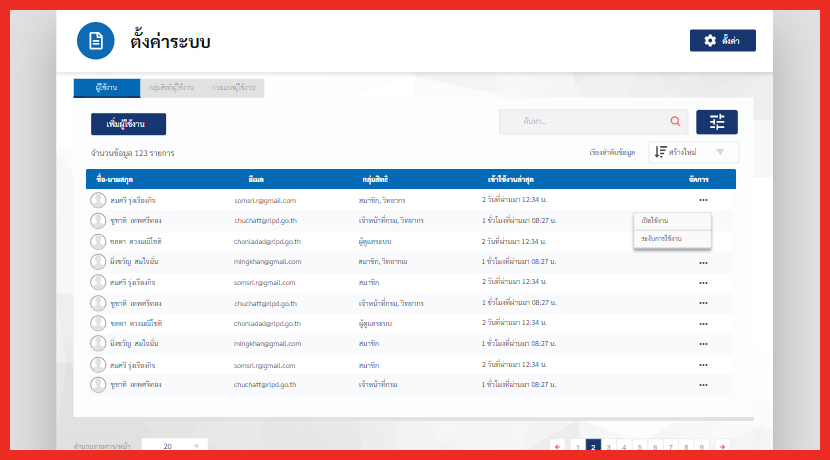 ตั้งค่าระบบ
ตั้งค่า
ผู้ใช้งาน กลุ่มสิทธิผู้ใช้งาน ประเภทผู้ใช้งาน
เพิ่มผู้ใช้งาน ค้นหา...
จำนวนข้อมูล 123 รายการ เรียงลำดับข้อมูล สร้างใหม่
ชื่อ-นามสกุล อีเมล กลุ่มสิทธิ์ เข้าใช้งานล่าสุด จัดการ
สมศรี รุ่งเรืองกิจ somsri.r@gmail.com สมาชิก, วิทยากร 2 วันที่ผ่านมา 12:34 น.
ชูชาติ เทพศรีทอง chuchatt@rlpd.go.th เจ้าหน้าที่กรม, วิทยากร 1 ชั่วโมงที่ผ่านมา 08:27 น. เปิดใช้งาน
ชลดา ดวงมณีโชติ chonladad@rlpd.go.th ผู้ดูแลระบบ 2 วันที่ผ่านมา 12:34 น. ระงับการใช้งาน
มิ่งขวัญ สมใจมั่น mingkhan@gmail.com สมาชิก, วิทยากณ 1 ชั่วโมงที่ผ่านมา 08:27 น.
สมศรี รุ่งเรืองกิจ somsri.r@gmail.com สมาชิก 2 วันที่ผ่านมา 12:34 น.
ชูชาติ เทพศรีทอง chuchatt@rlpd.go.th เจ้าหน้าที่กรม, วิทยากร 1 ชั่วโมงที่ผ่านมา 08:27 น.
ชลดา ดวงมณีโชติ chonladad@rlpd.go.th ผู้ดูแลระบบ 2 วันที่ผ่านมา 12:34 น.
มิ่งขวัญ สมใจมั่น mingkhan@gmail.com สมาชิก 1 ชั่วโมงที่ผ่านมา 08:27 น.
สมศรี รุ่งเรืองกิจ somsri.r@gmail.com สมาชิก 2 วันที่ผ่านมา 12:34 น.
ชูชาติ เทพศรีทอง chuchatt@rlpd.go.th เจ้าหน้าที่กรม 1 ชั่วโมงที่ผ่านมา 08:27 น.
จำนวนรายการ/หน้า 20 1 2 3 4 5 6 7 8 9